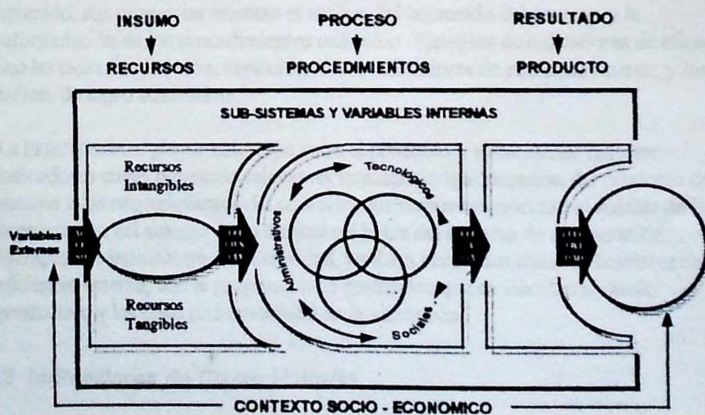 INSUMO PROCESO RESULTADO
RECURSOS PROCEDIMIENTOS PRODUCTO
SUB-SISTEMAS Y VARIABLES INTERNAS
Recursos
Intangibles
Tecnológicos
Variables
Externas
Administrativas
Recursos
Tangibles
Sociales
CONTEXTO SOCIO - ECONOMICO